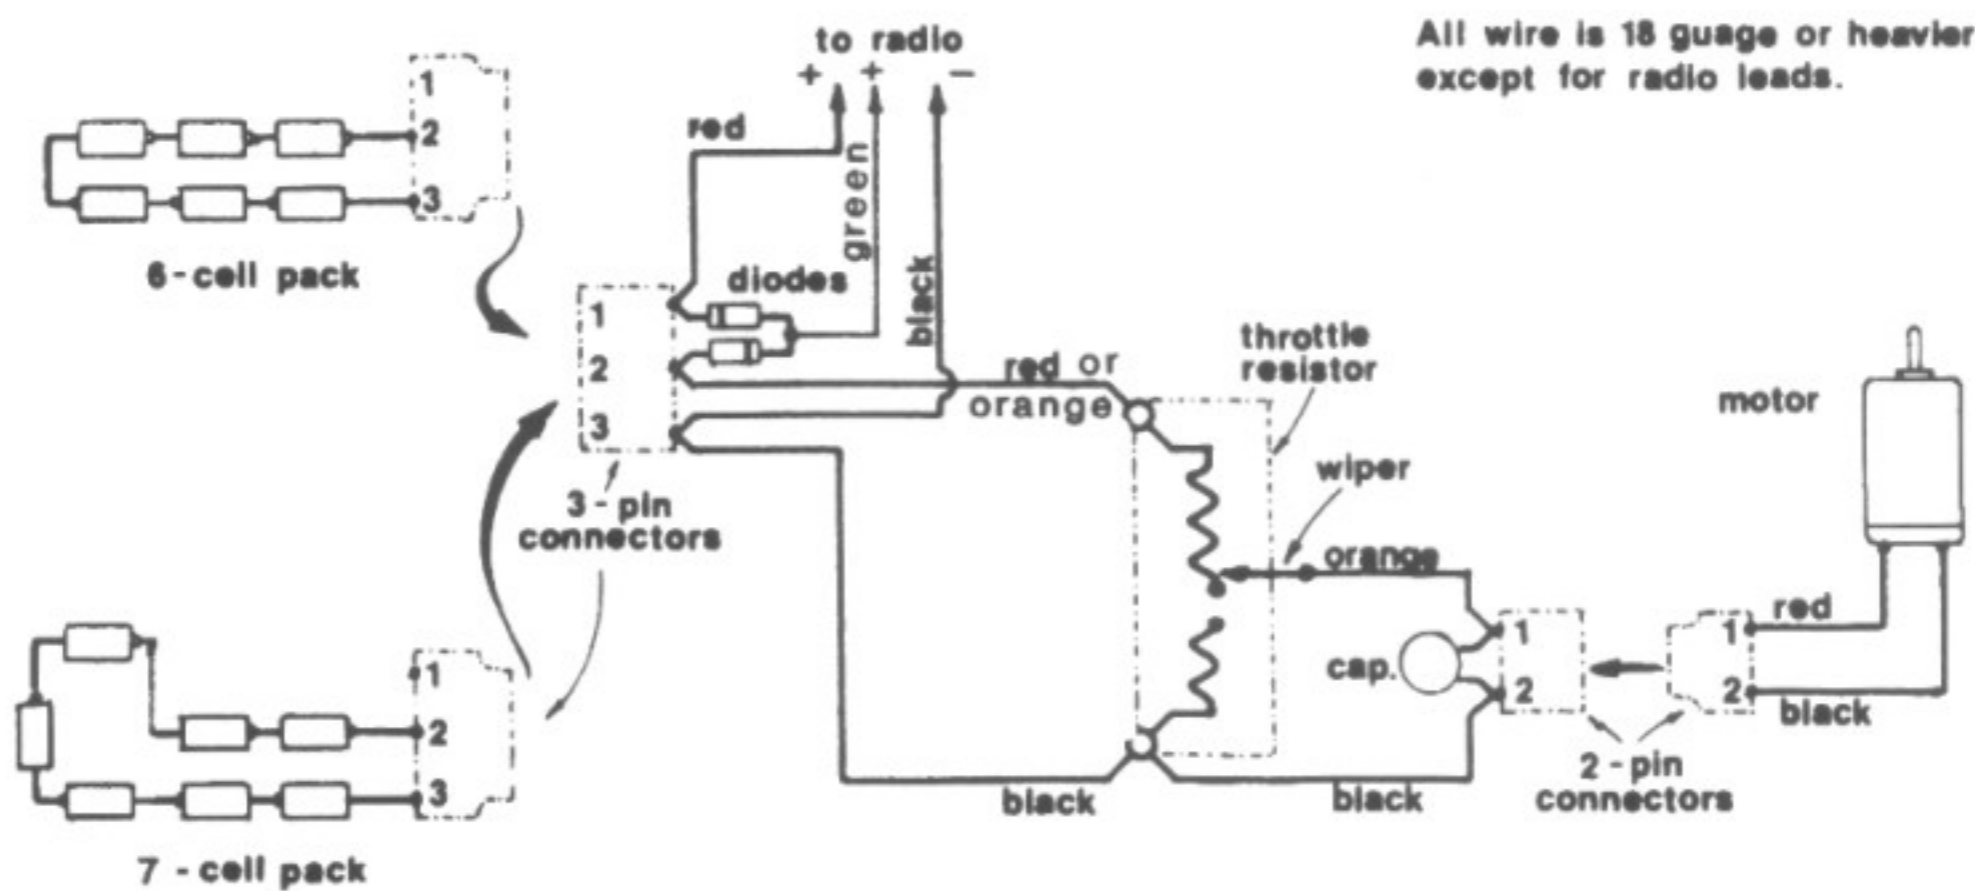 to radio
+ + −
All wire is 18 guage or heavier
except for radio leads.
1
2
3
6-cell pack
red
green
black
diodes
1
2
3
3-pin
connectors
red or
orange
throttle
resistor
wiper
orange
motor
cap.
1
2
1
2
red
black
2-pin
connectors
black
black
1
2
3
7-cell pack